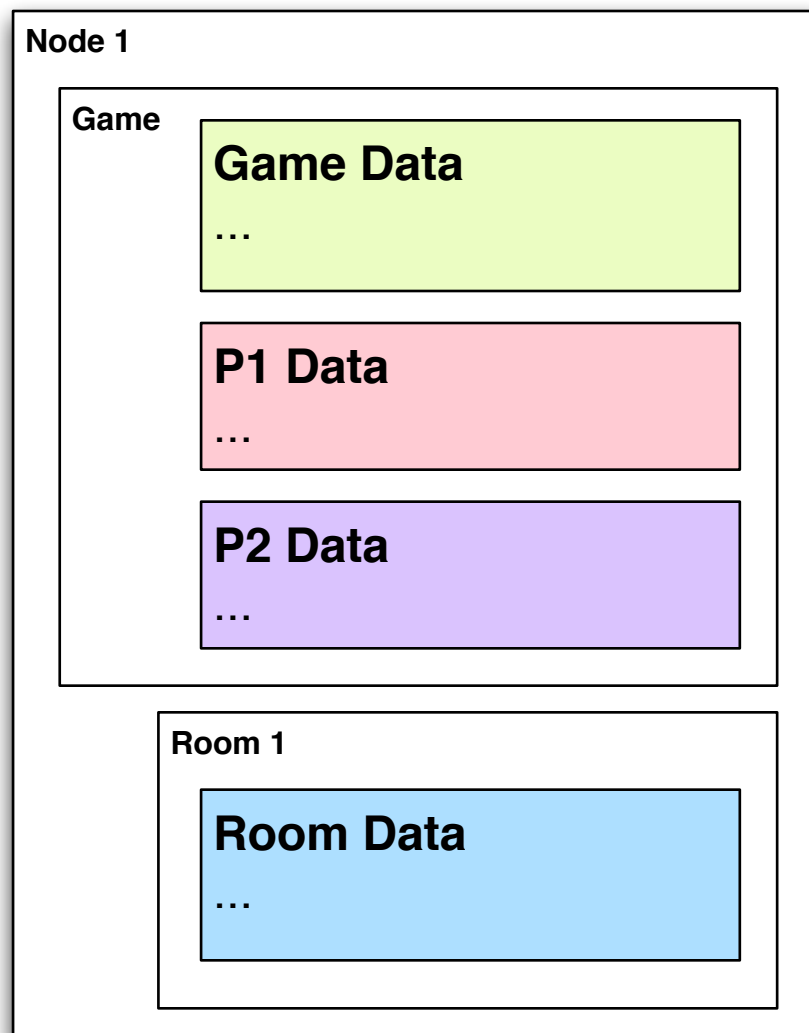 Node 1
Game
Game Data
...
P1 Data
...
P2 Data
...
Room 1
Room Data
...